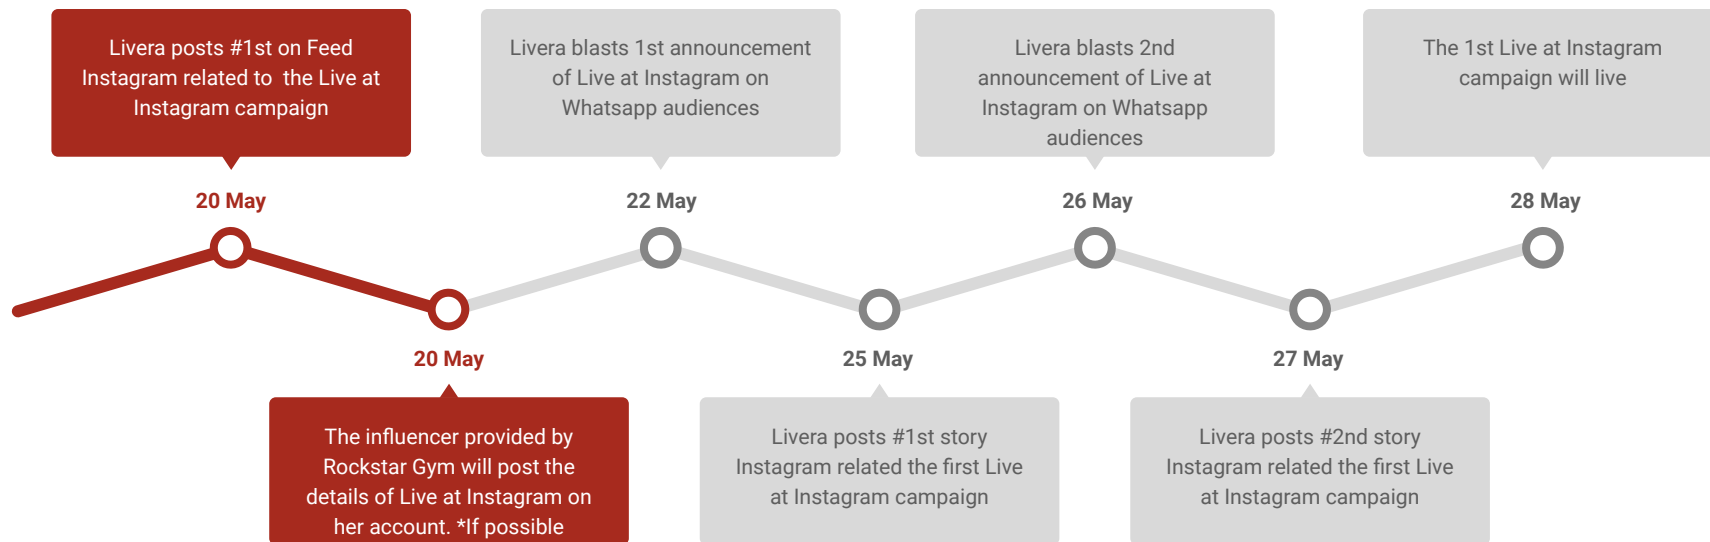 Livera posts #1st on Feed
Instagram related to  the Live at
Instagram campaign
Livera blasts 1st announcement
of Live at Instagram on
Whatsapp audiences
Livera blasts 2nd
announcement of Live at
Instagram on Whatsapp
audiences
The 1st Live at Instagram
campaign will live
20 May
22 May
26 May
28 May
20 May
25 May
27 May
The influencer provided by
Rockstar Gym will post the
details of Live at Instagram on
her account. *If possible
Livera posts #1st story
Instagram related the first Live
at Instagram campaign
Livera posts #2nd story
Instagram related the first Live
at Instagram campaign